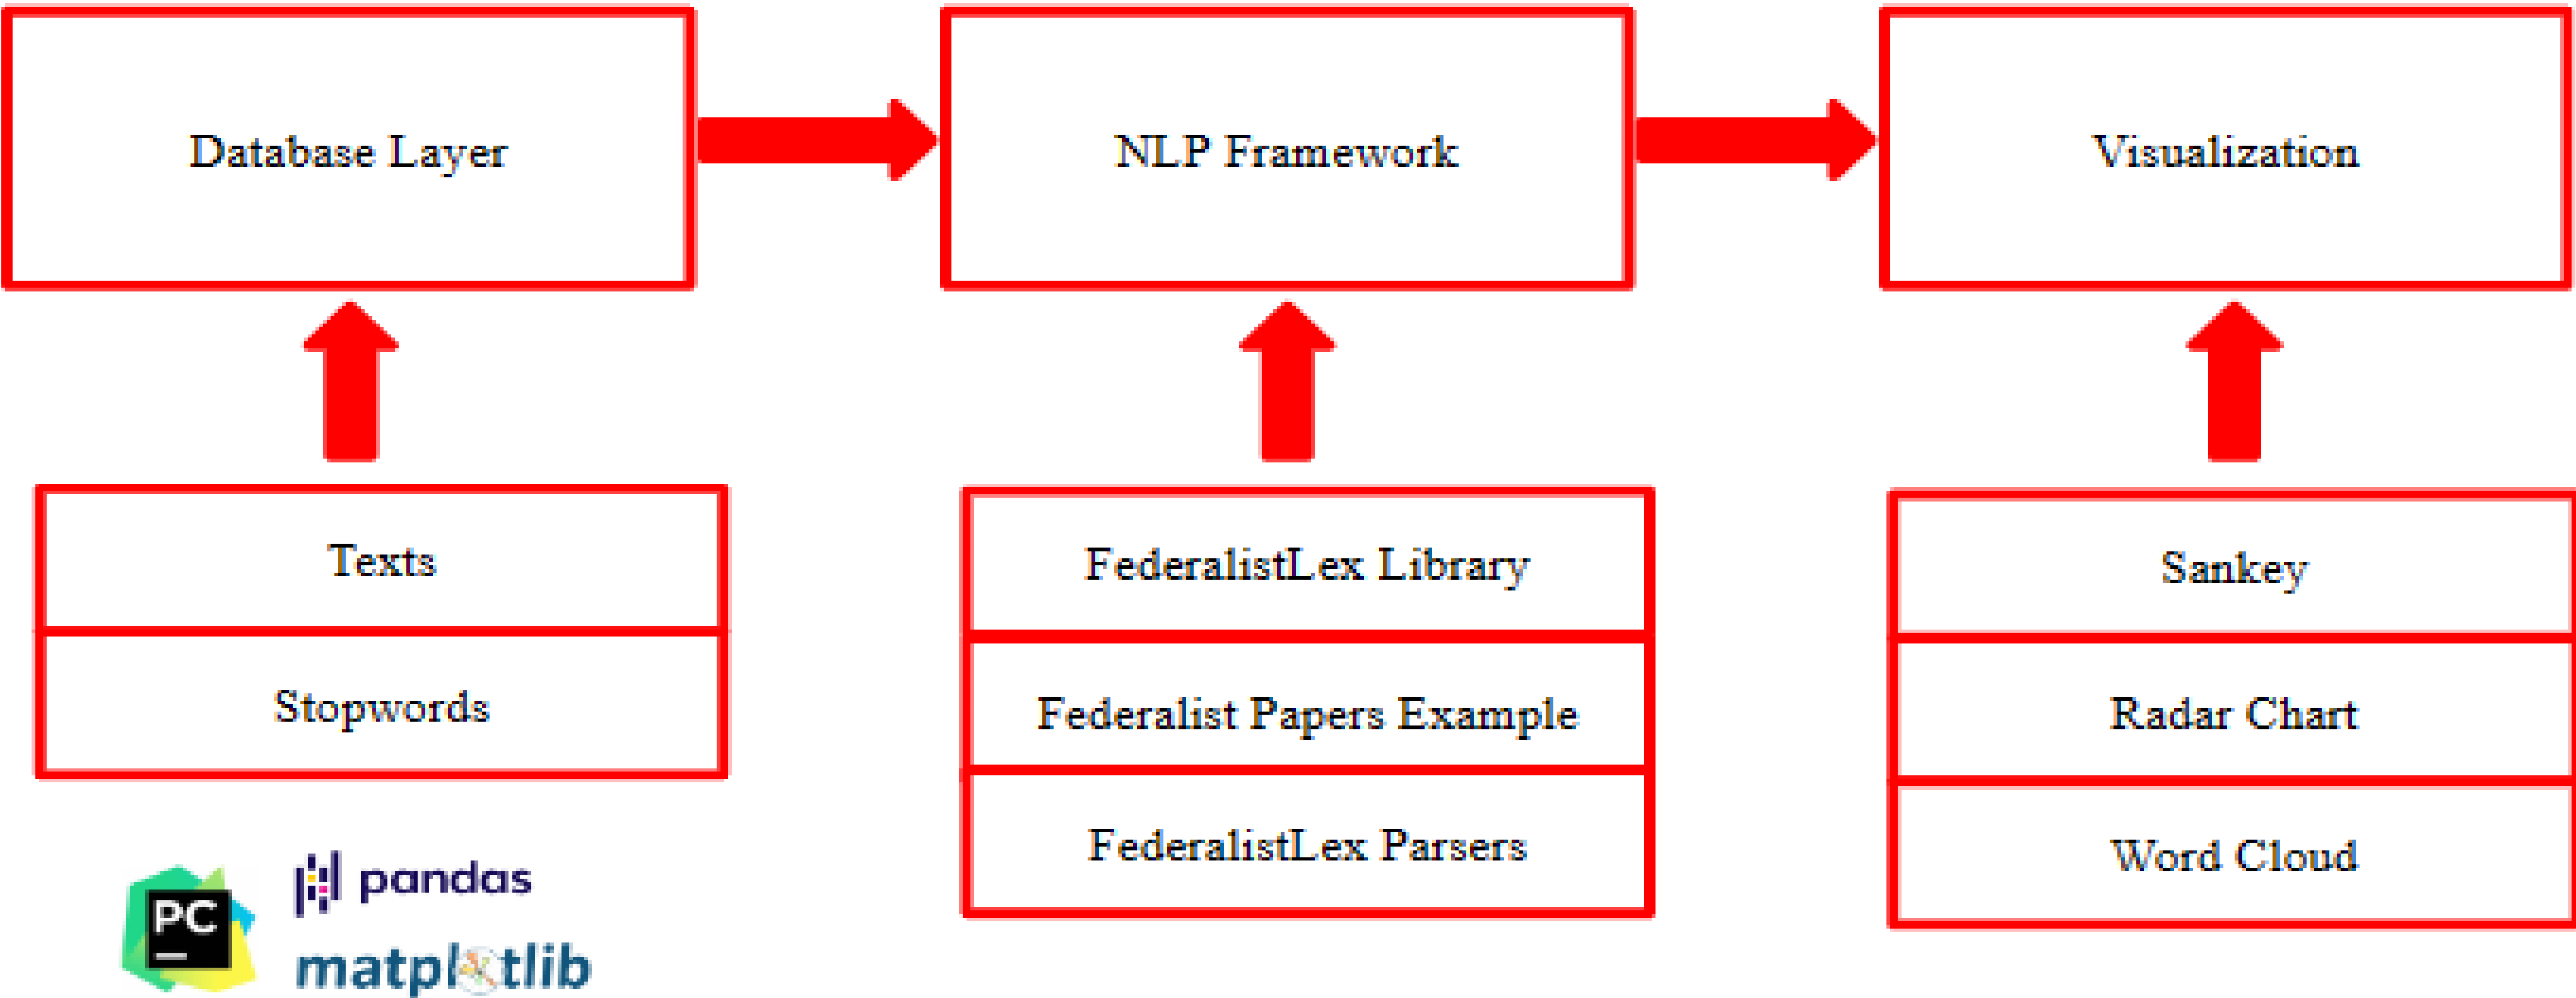 Database Layer
NLP Framework
Visualization
Texts
Stopwords
FederalistLex Library
Federalist Papers Example
FederalistLex Parsers
Sankey
Radar Chart
Word Cloud
PC
pandas
matplotlib